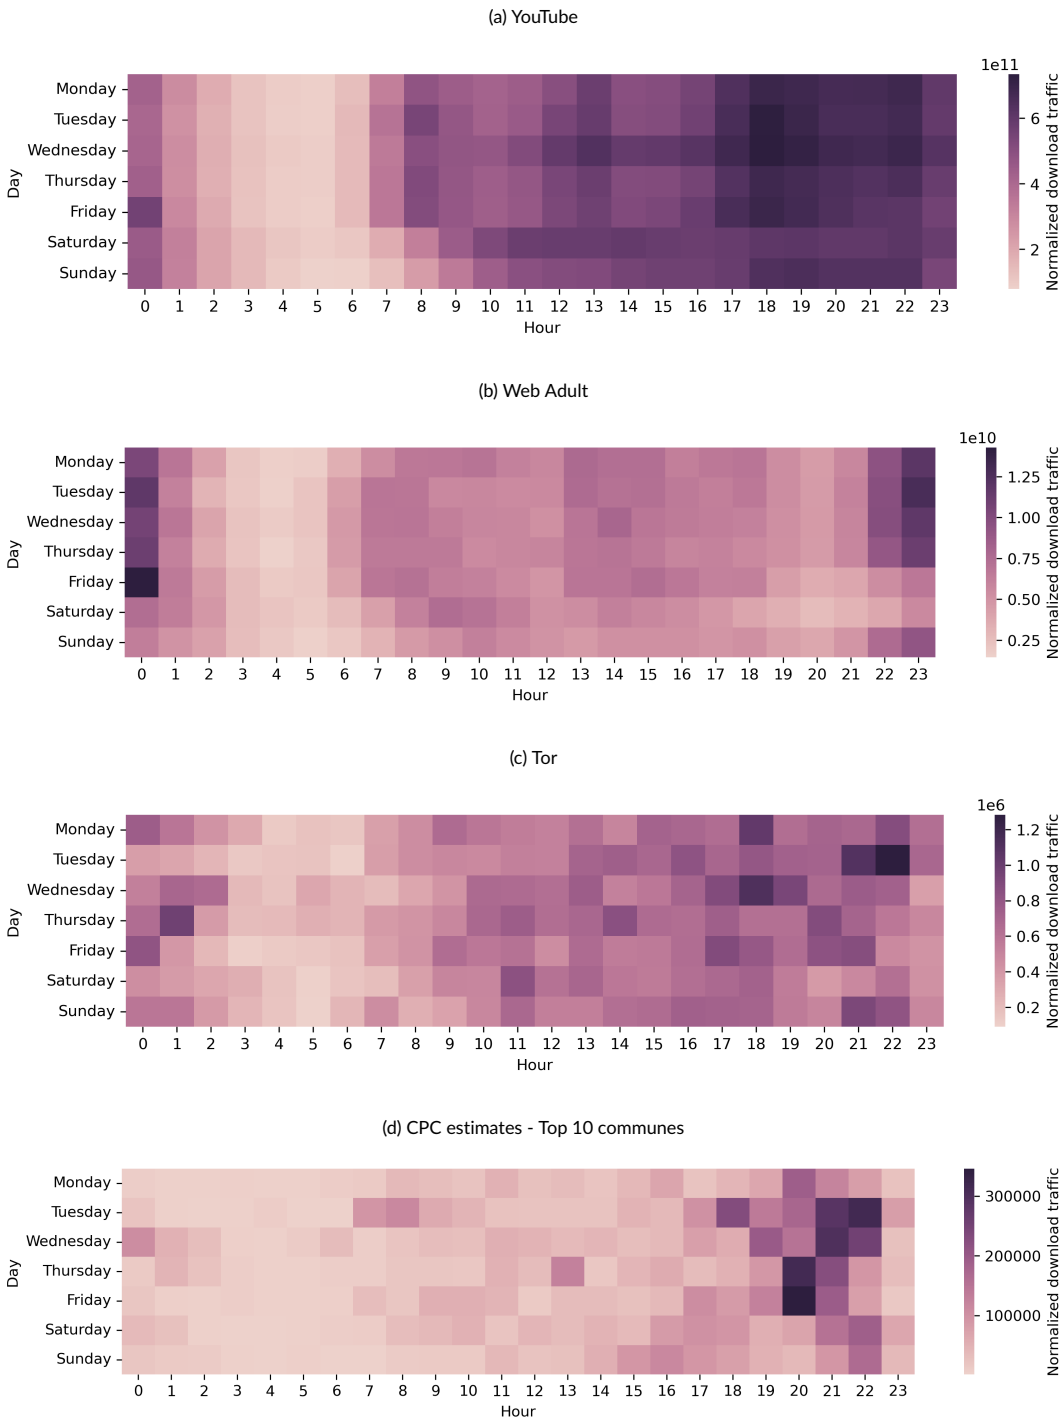 (a) YouTube
1e11
Monday
Tuesday
Wednesday
Thursday
Friday
Saturday
Sunday
Day
0 1 2 3 4 5 6 7 8 9 10 11 12 13 14 15 16 17 18 19 20 21 22 23
Hour
6
4
2
Normalized download traffic
(b) Web Adult
1e10
Monday
Tuesday
Wednesday
Thursday
Friday
Saturday
Sunday
Day
0 1 2 3 4 5 6 7 8 9 10 11 12 13 14 15 16 17 18 19 20 21 22 23
Hour
1.25
1.00
0.75
0.50
0.25
Normalized download traffic
(c) Tor
1e6
Monday
Tuesday
Wednesday
Thursday
Friday
Saturday
Sunday
Day
0 1 2 3 4 5 6 7 8 9 10 11 12 13 14 15 16 17 18 19 20 21 22 23
Hour
1.2
1.0
0.8
0.6
0.4
0.2
Normalized download traffic
(d) CPC estimates - Top 10 communes
Monday
Tuesday
Wednesday
Thursday
Friday
Saturday
Sunday
Day
0 1 2 3 4 5 6 7 8 9 10 11 12 13 14 15 16 17 18 19 20 21 22 23
Hour
300000
200000
100000
Normalized download traffic